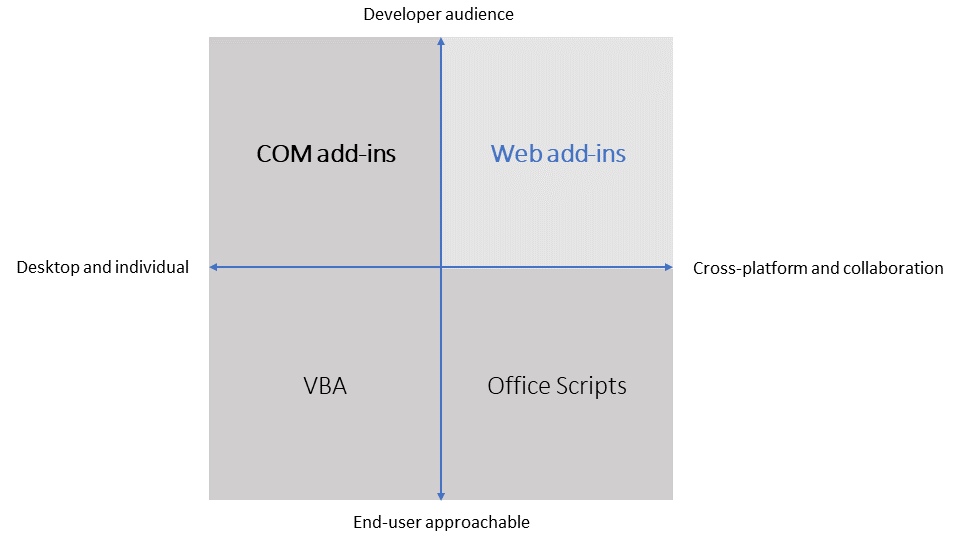 Developer audience
COM add-ins
Web add-ins
Desktop and individual
Cross-platform and collaboration
VBA
Office Scripts
End-user approachable